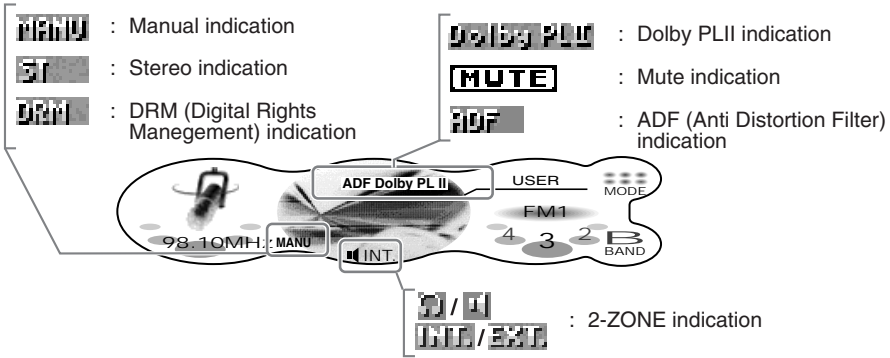 MANU : Manual indication
ST : Stereo indication
DRM : DRM (Digital Rights
Manegement) indication
Dolby PLII : Dolby PLII indication
MUTE : Mute indication
ADF : ADF (Anti Distortion Filter)
indication
ADF Dolby PL II
USER
MODE
FM1
4 3 2
B
BAND
98.10MHz MANU
INT.
/
INT. / EXT. : 2-ZONE indication